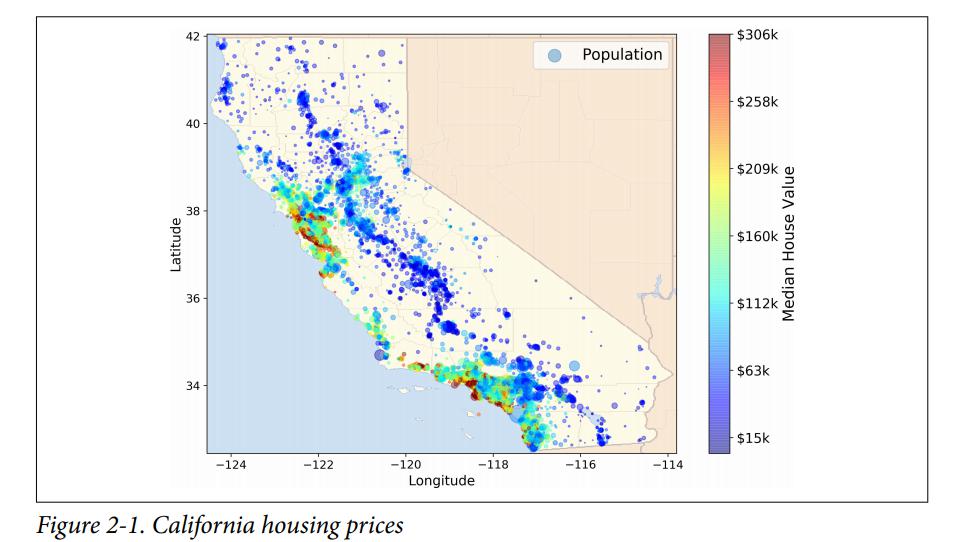 42
40
38
36
34
Latitude
−124
−122
−120
−118
−116
−114
Longitude
Population
$306k
$258k
$209k
$160k
$112k
$63k
$15k
Median House Value
Figure 2-1. California housing prices